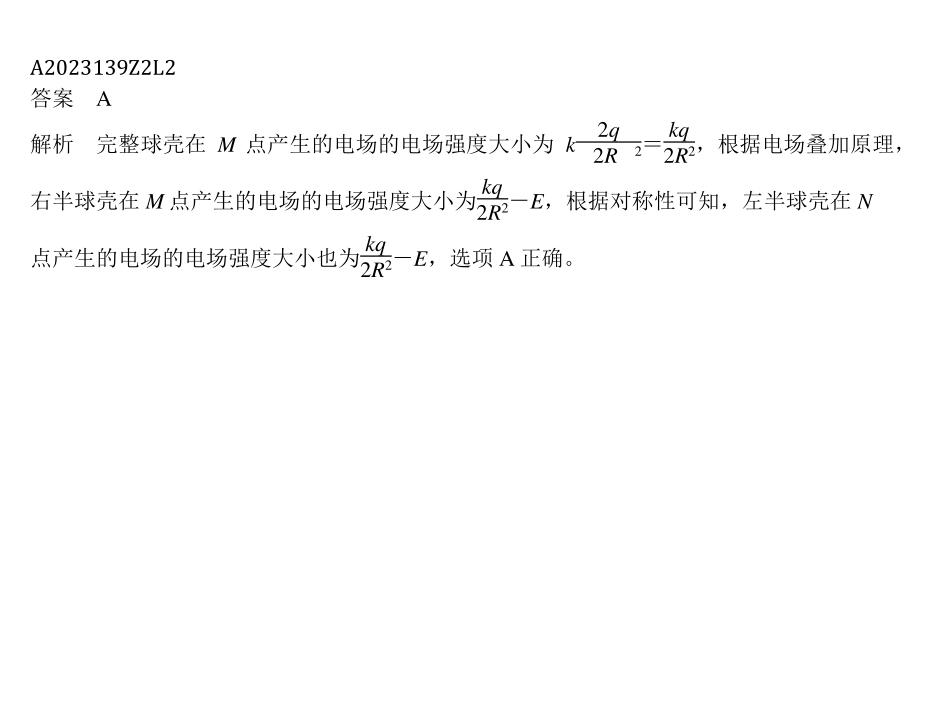 A2023139Z2L2
答案 A
解析 完整球壳在 M 点产生的电场的电场强度大小为 k\frac{2q}{2R ^2}=\frac{kq}{2R^2}，根据电场叠加原理，
右半球壳在 M 点产生的电场的电场强度大小为\frac{kq}{2R^2}－E，根据对称性可知，左半球壳在 N
点产生的电场的电场强度大小也为\frac{kq}{2R^2}－E，选项 A 正确。